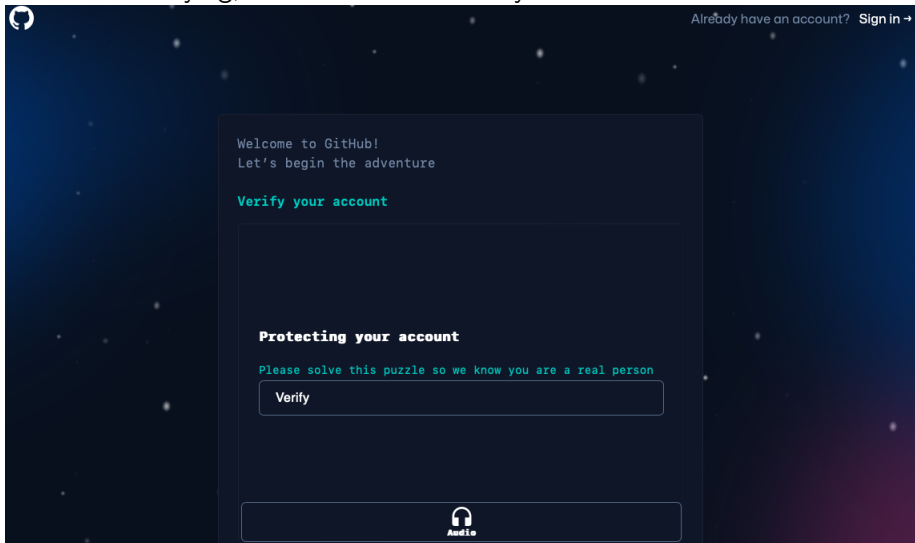 Already have an account? Sign in →
Welcome to GitHub!
Let's begin the adventure
Verify your account
Protecting your account
Please solve this puzzle so we know you are a real person
Verify
Audio